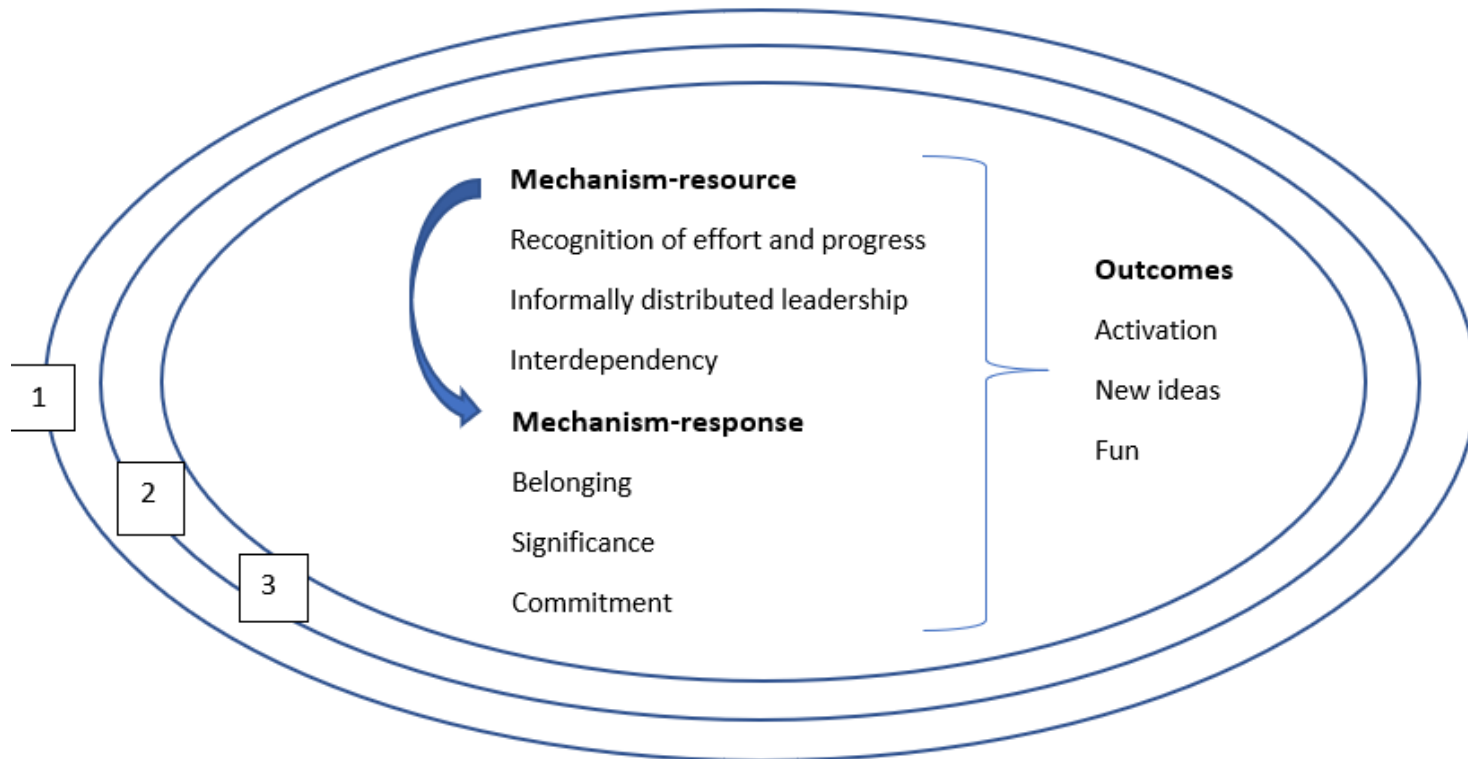 Mechanism-resource
Recognition of effort and progress
Informally distributed leadership
Interdependency
Mechanism-response
Belonging
Significance
Commitment
Outcomes
Activation
New ideas
Fun
1
2
3